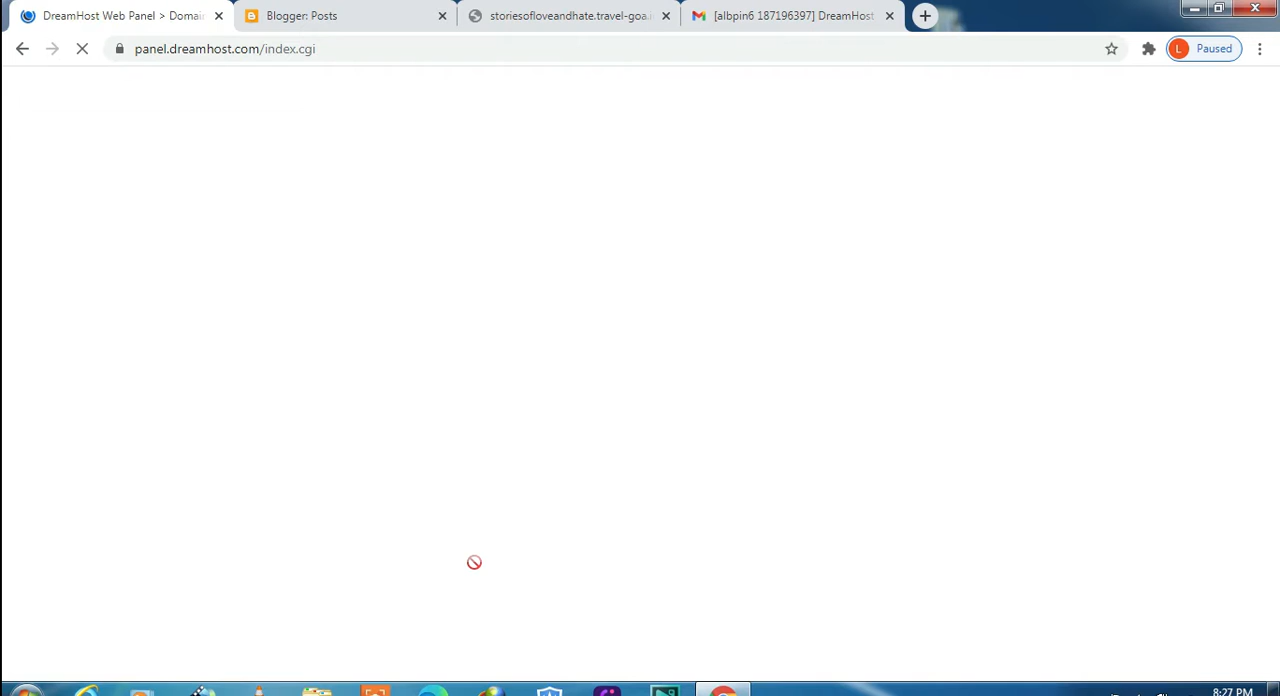 DreamHost Web Panel > Domai
Blogger: Posts
storiesofloveandhate.travel-goa.i
[albpin6 187196397] DreamHost
panel.dreamhost.com/index.cgi
L
Paused
8:27 PM